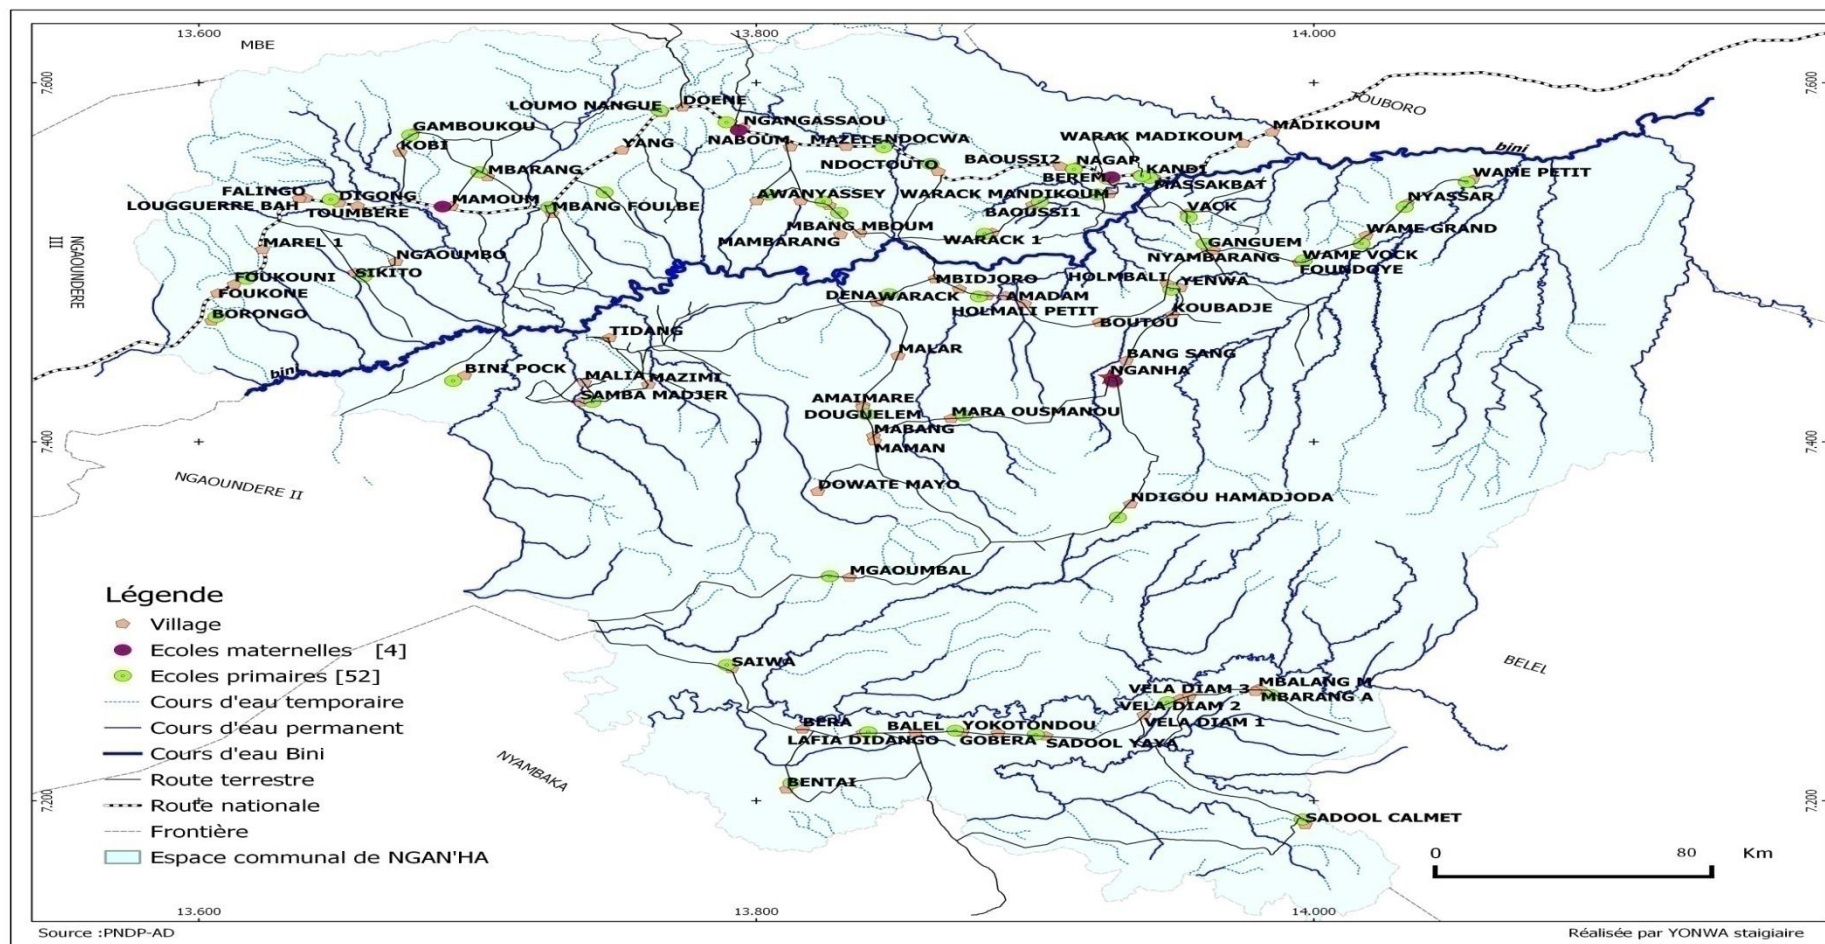 13.600
13.800
14.000
MBE
7.600
7.600
TOUBORO
LOUMO NANGUE
DOENE
GAMBOUKOU
NGANGASSAOU
WARAK MADIKOUM
MADIKOUM
KOBI
YANG
NABOUM
MAZELENDOCWA
bini
NDOCTOUTO
BAOUSSI2
NAGAP
KANDI
MBARANG
BEREM
MASSAKBAT
WAME PETIT
FALINGO
DIGONG
MAMOUM
AWANYASSEY
WARACK MANDIKOUM
NYASSAR
LOUGGUERRE BAH
TOUMBERE
MBANG FOULBE
BAOUSSI1
VACK
MBANG MBOUM
WAME GRAND
MAREL 1
NGAOUMBO
MAMBARANG
WARACK 1
GANGUEM
NYAMBARANG
WAME VOCK
FOUNDOYE
NGAOUNDERE
III
FOUKOUNI
SIKITO
MBIDJORO
HOLMBALI
YENWA
FOUKONE
DENA
WARACK
AMADAM
HOLMALI PETIT
KOUBADJE
BORONGO
BOUTOU
TIDANG
MALAR
BANG SANG
bini
BINI POCK
MALIA
MAZIMI
NGANHA
SAMBA MADJER
AMAIMARE
DOUGUELEM
MARA OUSMANOU
MABANG
MAMAN
7.400
7.400
NGAOUNDERE II
DOWATE MAYO
NDIGOU HAMADJODA
MGAOUMBAL
SAIWA
BELEL
MBALANG M
VELA DIAM 3
MBARANG A
VELA DIAM 2
VELA DIAM 1
BERA
BALEL
YOKOTONDOU
LAFIA DIDANGO
GOBERA
SADOOL YAYA
NYAMBAKA
BENTAI
7.200
7.200
SADOOL CALMET
Légende
Village
Ecoles maternelles [4]
Ecoles primaires [52]
Cours d'eau temporaire
Cours d'eau permanent
Cours d'eau Bini
Route terrestre
Route nationale
Frontière
Espace communal de NGAN'HA
0 80 Km
13.600
13.800
14.000
Source :PNDP-AD
Réalisée par YONWA staigiaire